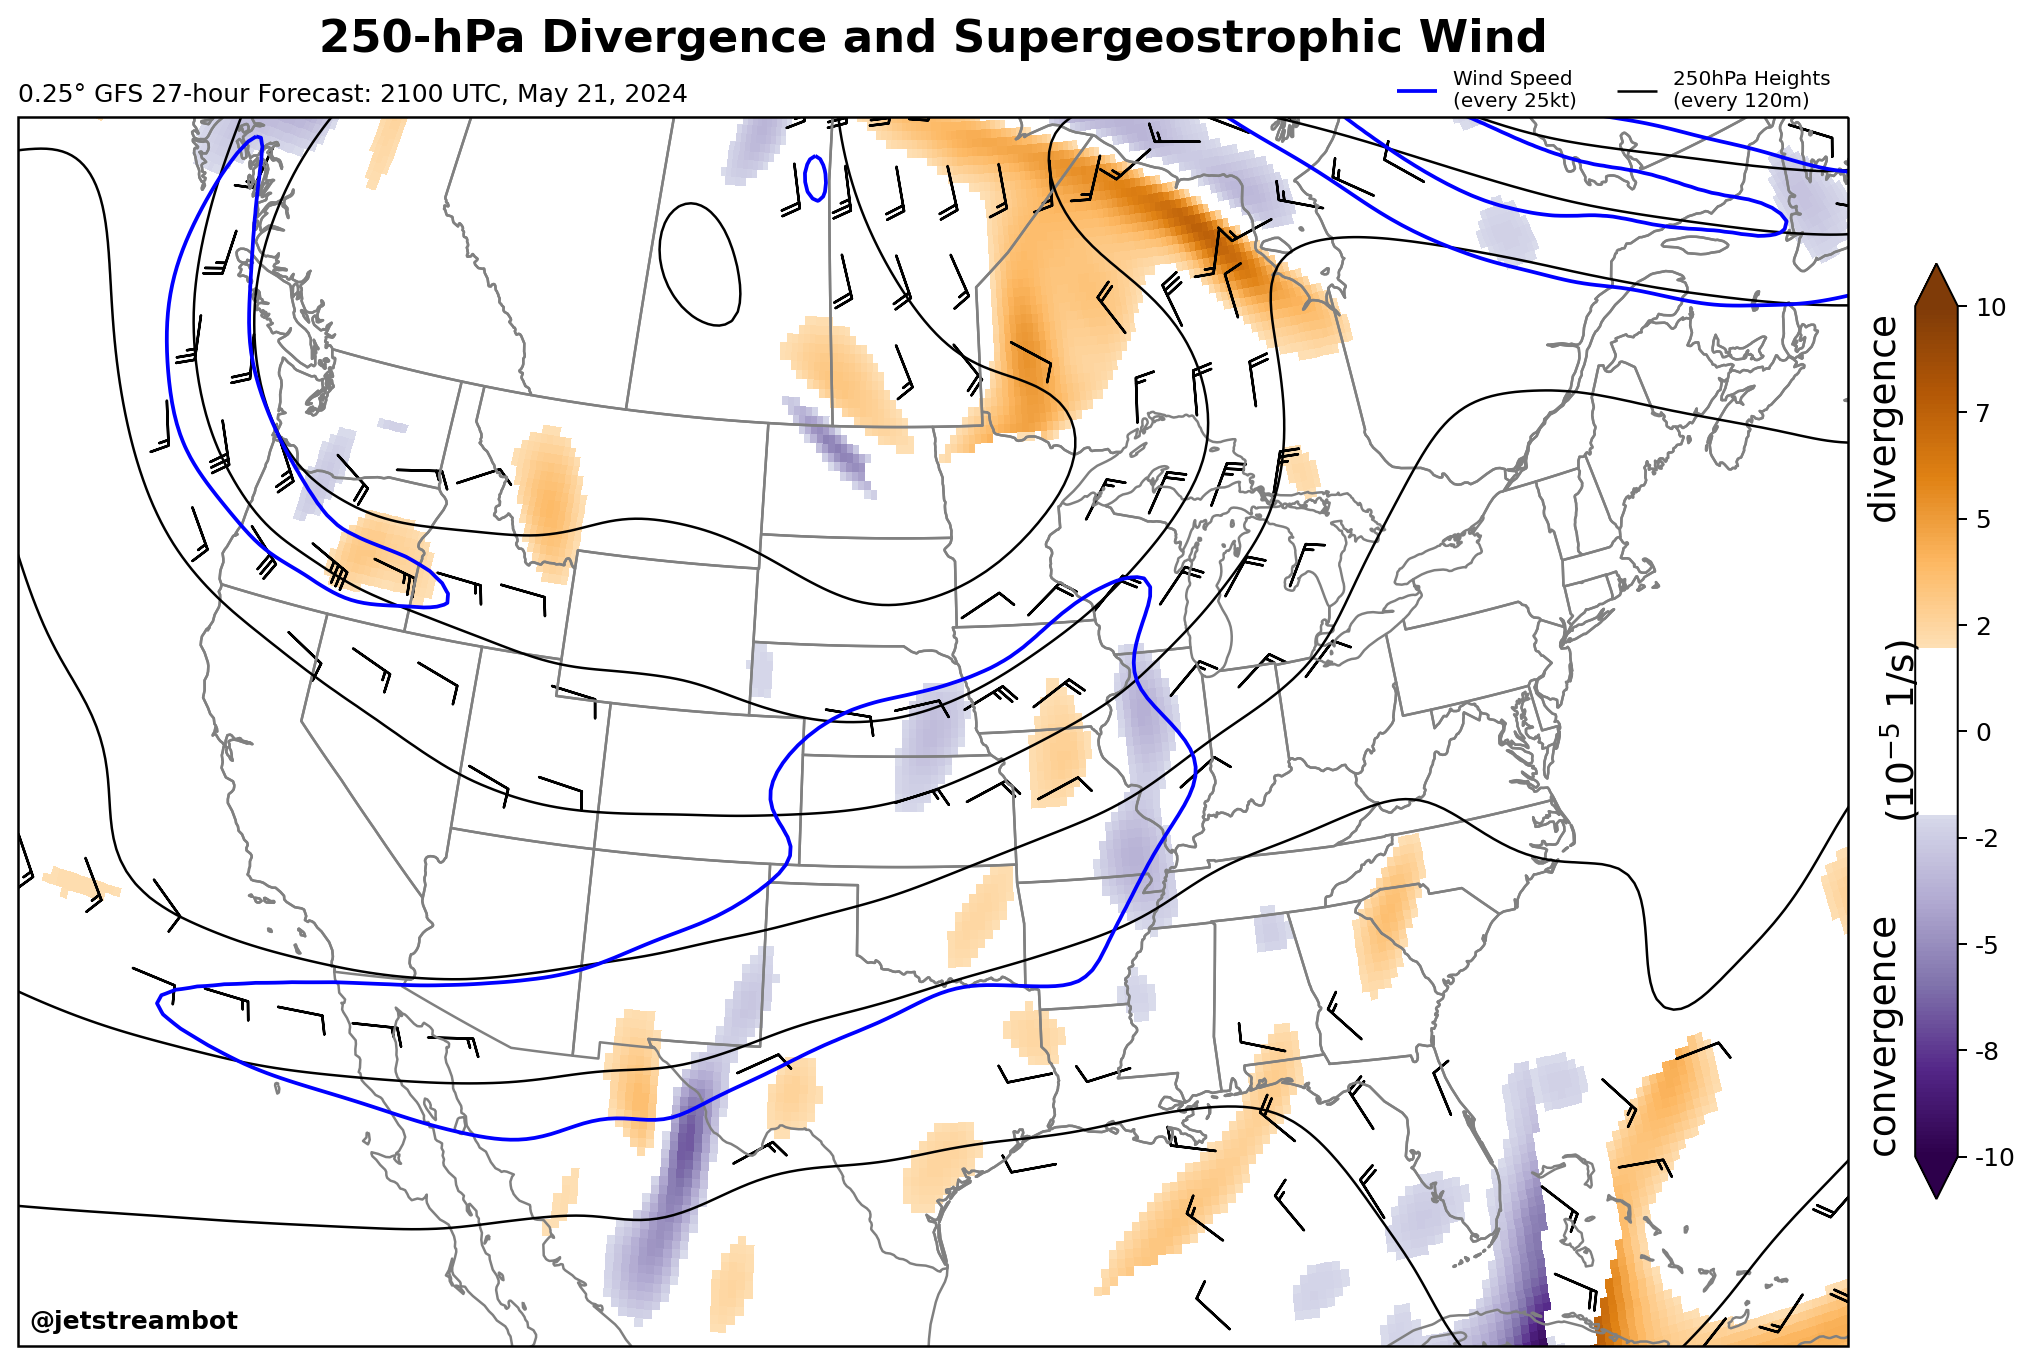 250-hPa Divergence and Supergeostrophic Wind
0.25° GFS 27-hour Forecast: 2100 UTC, May 21, 2024
Wind Speed
(every 25kt)
250hPa Heights
(every 120m)
10
7
5
2
0
-2
-5
-8
-10
divergence
(10⁻⁵ 1/s)
convergence
@jetstreambot